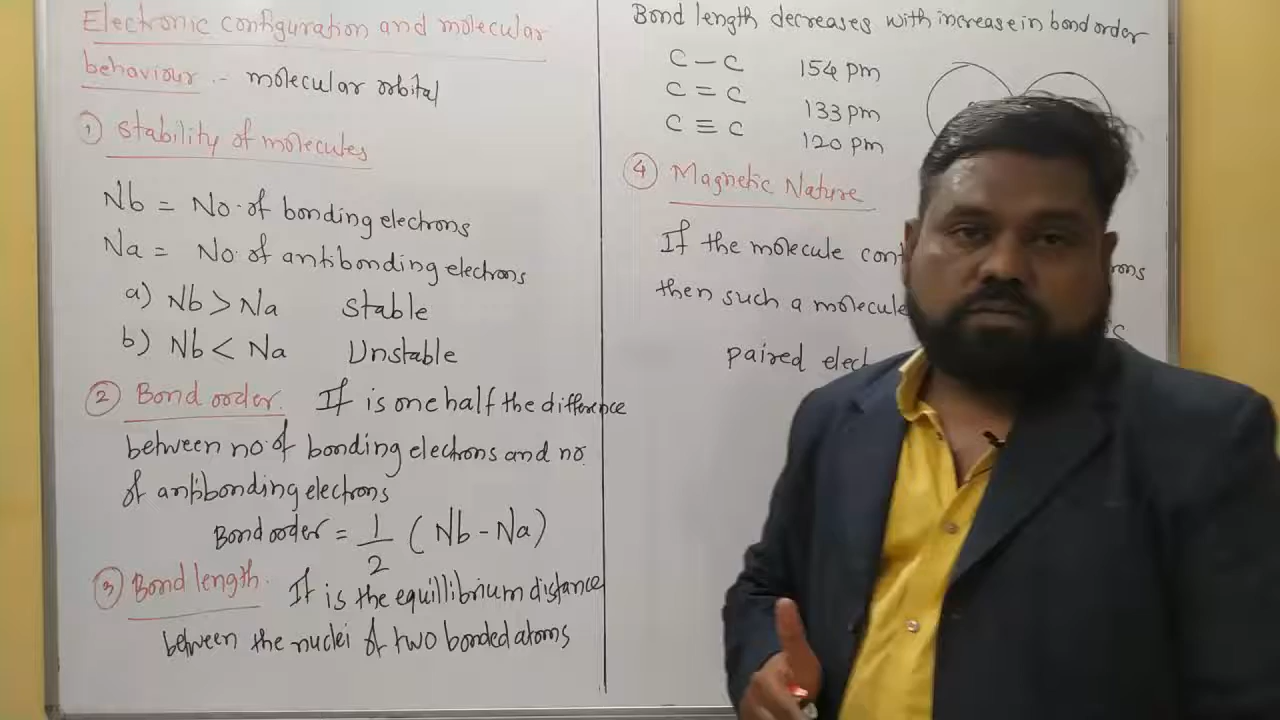 Electronic configuration and molecular
behaviour :- molecular orbital
① Stability of molecules
Nb = No. of bonding electrons
Na = No. of antibonding electrons
a) Nb > Na Stable
b) Nb < Na Unstable
② Bond order. It is one half the difference
between no. of bonding electrons and no.
of antibonding electrons
Bond order = 1/2 (Nb - Na)
③ Bond length. It is the equillibrium distance
between the nuclei of two bonded atoms
Bond length decreases with increase in bond order
C - C 154 pm
C = C 133 pm
C ≡ C 120 pm
④ Magnetic Nature
If the molecule
then such a molecule
paired